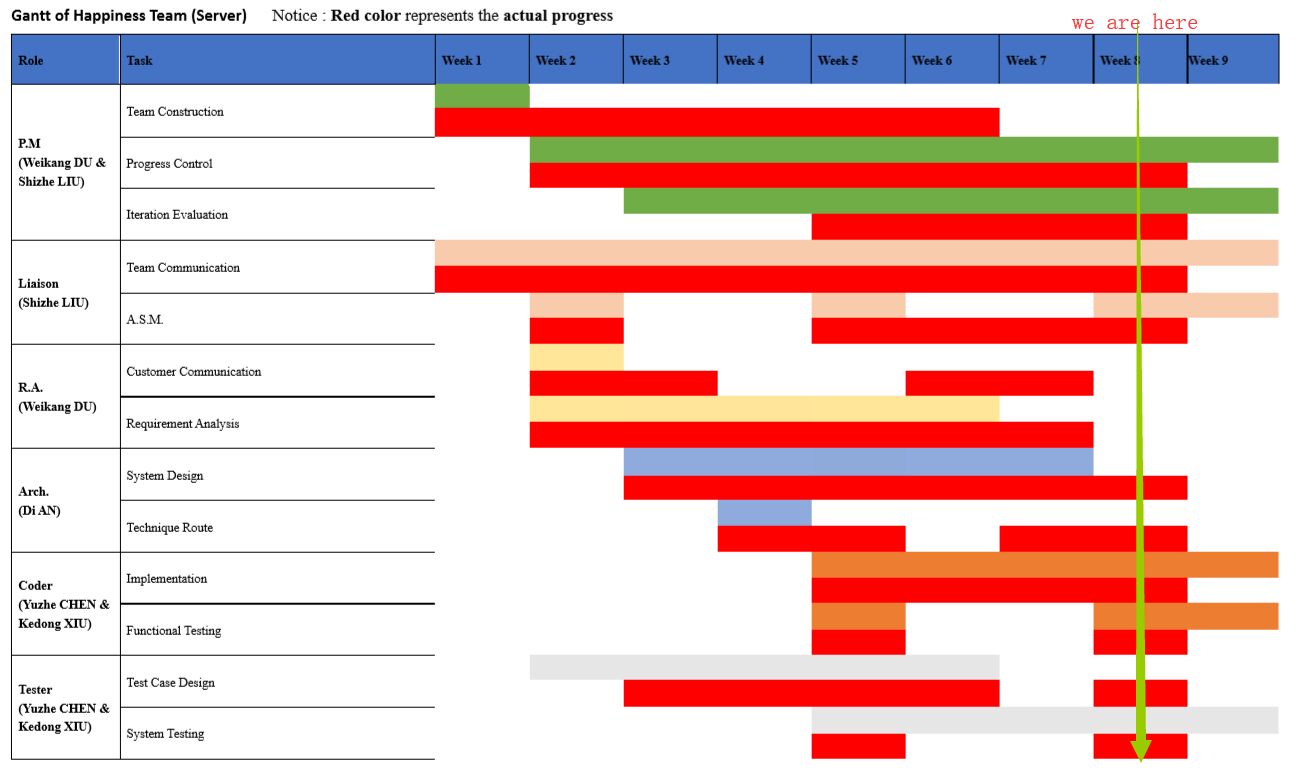 Gantt of Happiness Team (Server) Notice : Red color represents the actual progress
we are here
Role Task Week 1 Week 2 Week 3 Week 4 Week 5 Week 6 Week 7 Week 8 Week 9
P.M
(Weikang DU &
Shizhe LIU)
Team Construction
Progress Control
Iteration Evaluation
Liaison
(Shizhe LIU)
Team Communication
A.S.M.
R.A.
(Weikang DU)
Customer Communication
Requirement Analysis
Arch.
(Di AN)
System Design
Technique Route
Coder
(Yuzhe CHEN &
Kedong XIU)
Implementation
Functional Testing
Tester
(Yuzhe CHEN &
Kedong XIU)
Test Case Design
System Testing